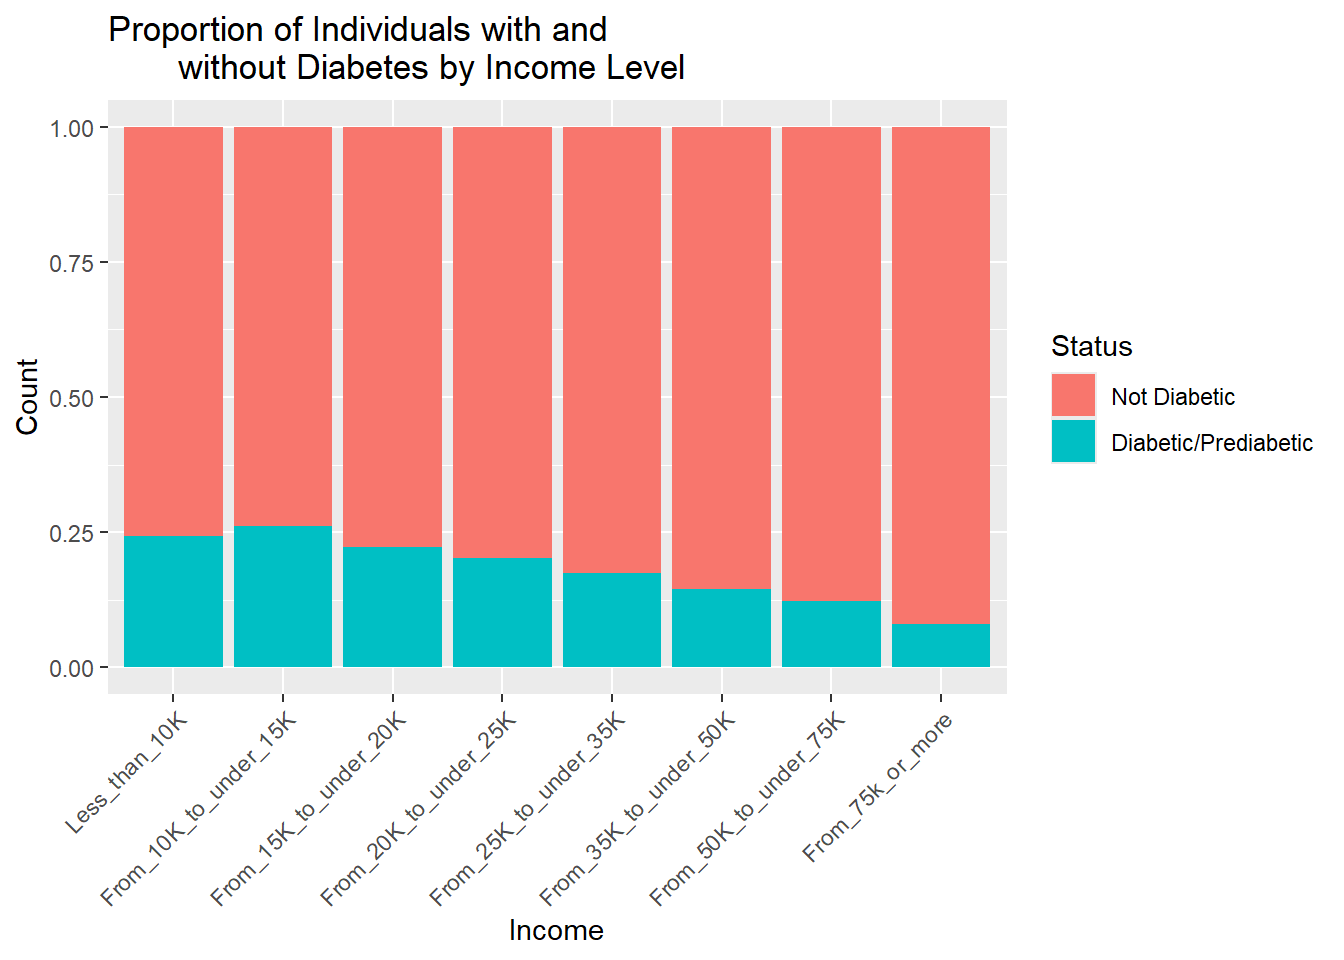 Proportion of Individuals with and
without Diabetes by Income Level
1.00
0.75
0.50
0.25
0.00
Count
Less_than_10K
From_10K_to_under_15K
From_15K_to_under_20K
From_20K_to_under_25K
From_25K_to_under_35K
From_35K_to_under_50K
From_50K_to_under_75K
From_75k_or_more
Income
Status
Not Diabetic
Diabetic/Prediabetic